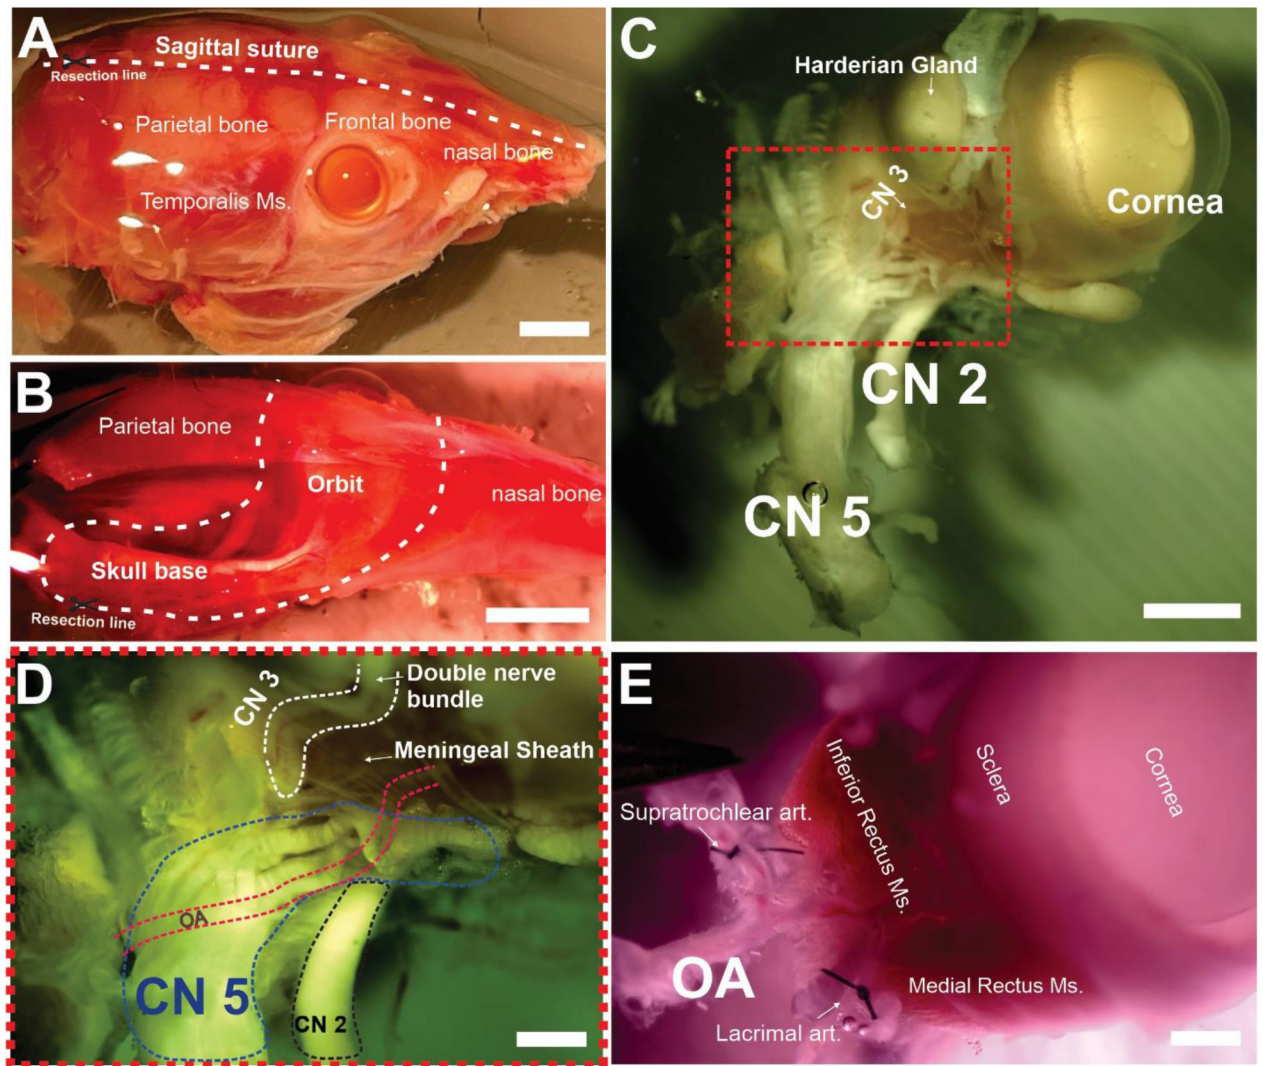 A
Sagittal suture
Resection line
Parietal bone
Frontal bone
nasal bone
Temporalis Ms.
B
Parietal bone
Orbit
nasal bone
Skull base
Resection line
C
Harderian Gland
CN 3
Cornea
CN 2
CN 5
D
CN 3
Double nerve
bundle
Meningeal Sheath
OA
CN 5
CN 2
E
Inferior Rectus Ms.
Sclera
Cornea
Supratrochlear art.
OA
Medial Rectus Ms.
Lacrimal art.